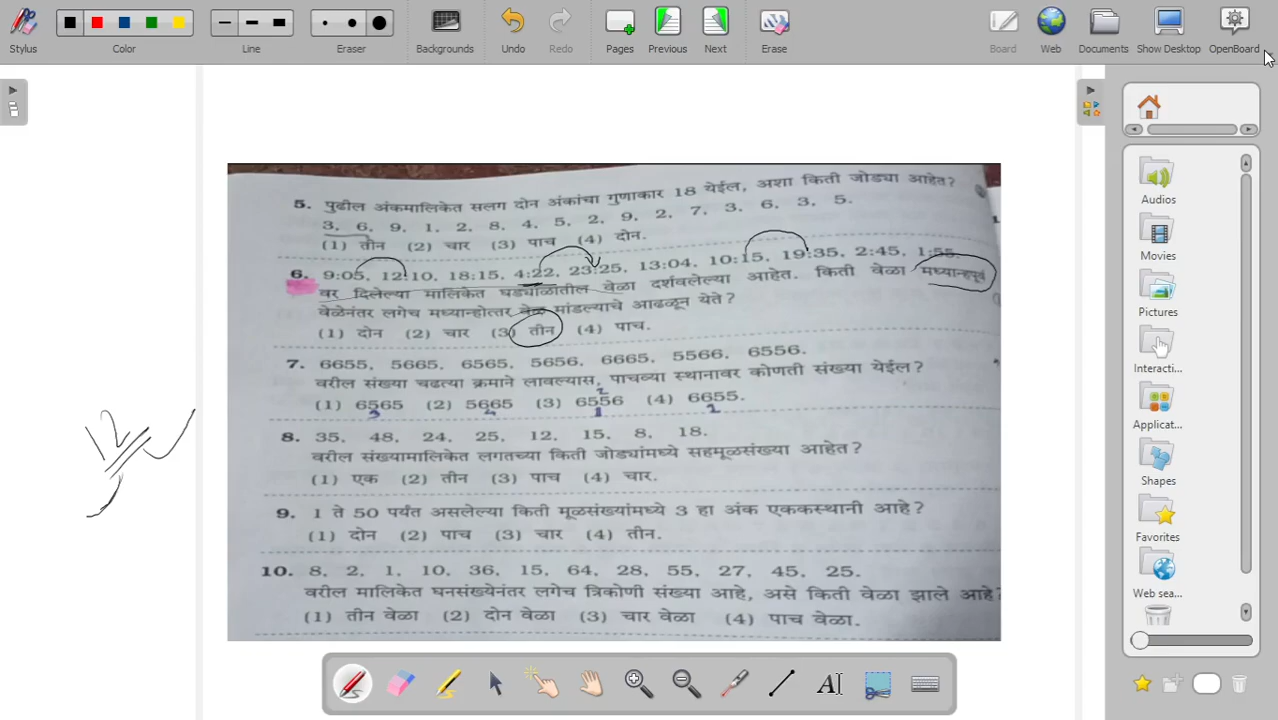 Stylus Color Line Eraser Backgrounds Undo Redo Pages Previous Next Erase Board Web Documents Show Desktop OpenBoard
5. पुढील अंकमालिकेत सलग दोन अंकांचा गुणाकार 18 येईल, अशा किती जोड्या आहेत?
3, 6, 9, 1, 2, 8, 4, 5, 2, 9, 2, 7, 3, 6, 3, 5.
(1) तीन (2) चार (3) पाच (4) दोन.
6. 9:05, 12:10, 18:15, 4:22, 23:25, 13:04, 10:15, 19:35, 2:45, 1:55.
वर दिलेल्या मालिकेत घड्याळातील वेळा दर्शवलेल्या आहेत. किती वेळा मध्यान्हपूर्व
वेळेनंतर लगेच मध्यान्होत्तर वेळ मांडल्याचे आढळून येते?
(1) दोन (2) चार (3) तीन (4) पाच.
7. 6655, 5665, 6565, 5656, 6665, 5566, 6556.
वरील संख्या चढत्या क्रमाने लावल्यास, पाचव्या स्थानावर कोणती संख्या येईल?
(1) 6565 (2) 5665 (3) 6556 (4) 6655.
8. 35, 48, 24, 25, 12, 15, 8, 18.
वरील संख्यामालिकेत लगतच्या किती जोड्यांमध्ये सहमूळसंख्या आहेत?
(1) एक (2) तीन (3) पाच (4) चार.
9. 1 ते 50 पर्यंत असलेल्या किती मूळसंख्यांमध्ये 3 हा अंक एककस्थानी आहे?
(1) दोन (2) पाच (3) चार (4) तीन.
10. 8, 2, 1, 10, 36, 15, 64, 28, 55, 27, 45, 25.
वरील मालिकेत घनसंख्येनंतर लगेच त्रिकोणी संख्या आहे, असे किती वेळा झाले आहे?
(1) तीन वेळा (2) दोन वेळा (3) चार वेळा (4) पाच वेळा.
Audios
Movies
Pictures
Interacti...
Applicat...
Shapes
Favorites
Web sea...